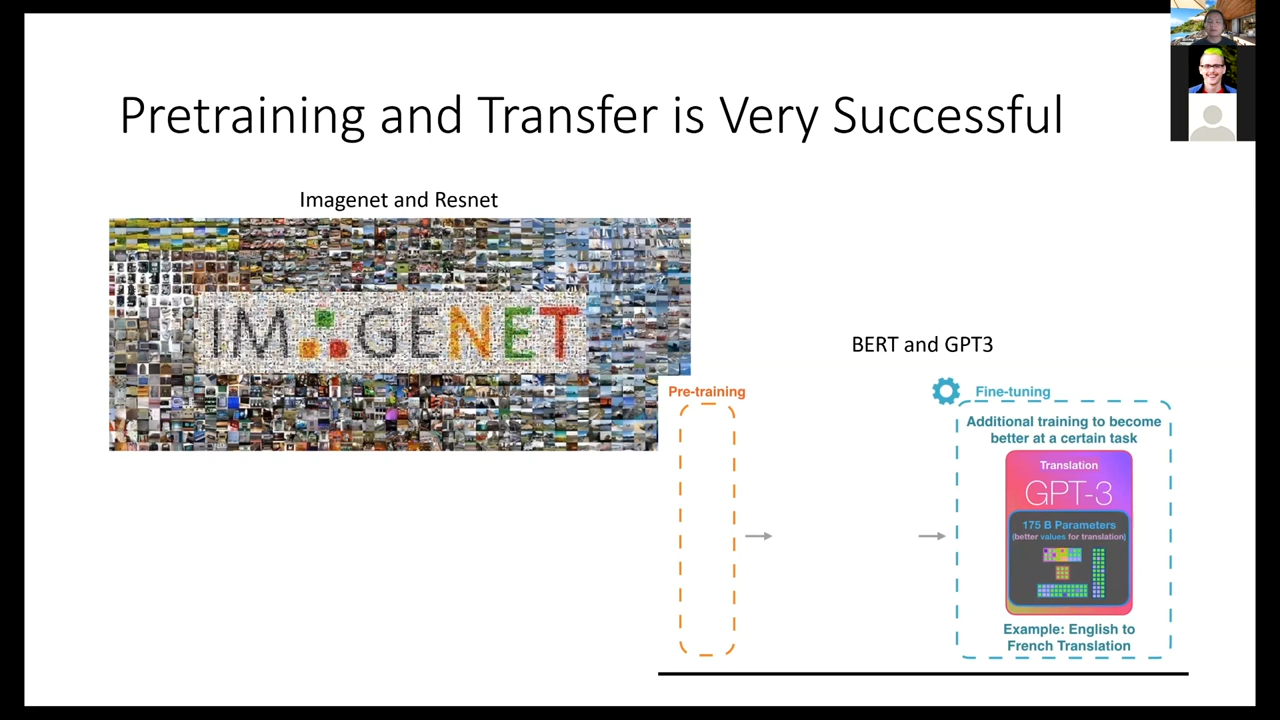 Pretraining and Transfer is Very Successful
Imagenet and Resnet
IMAGENET
BERT and GPT3
Pre-training
Fine-tuning
Additional training to become
better at a certain task
Translation
GPT-3
175 B Parameters
(better values for translation)
Example: English to
French Translation